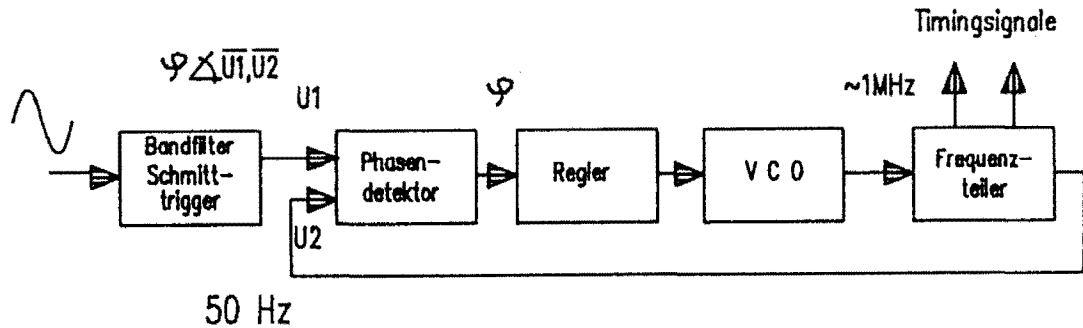 Timingsignale
φ∡U1,U2
U1
φ
~1MHz
Bandfilter
Schmitt-
trigger
Phasen-
detektor
Regler
V C O
Frequenz-
teiler
U2
50 Hz